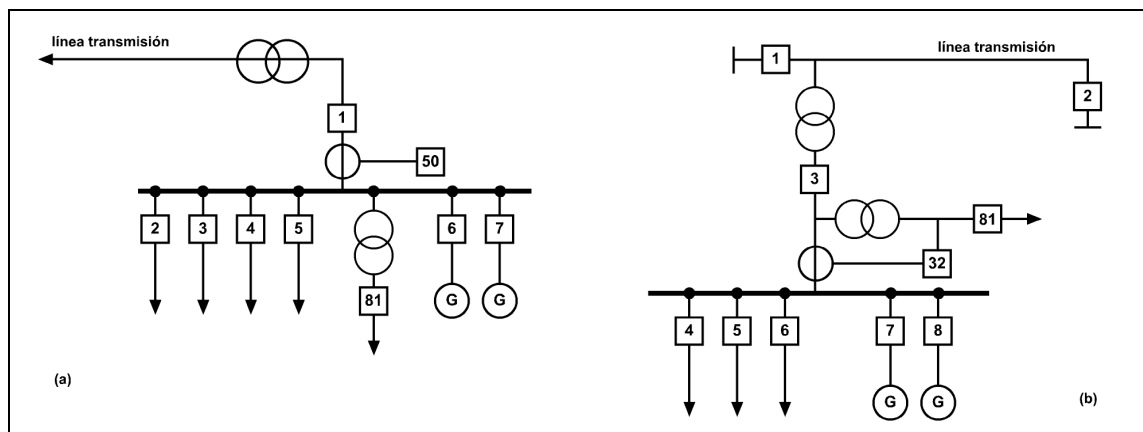 línea transmisión
1
50
2 3 4 5 6 7
81
G G
(a)
línea transmisión
1
2
3
81
32
4 5 6 7 8
G G
(b)